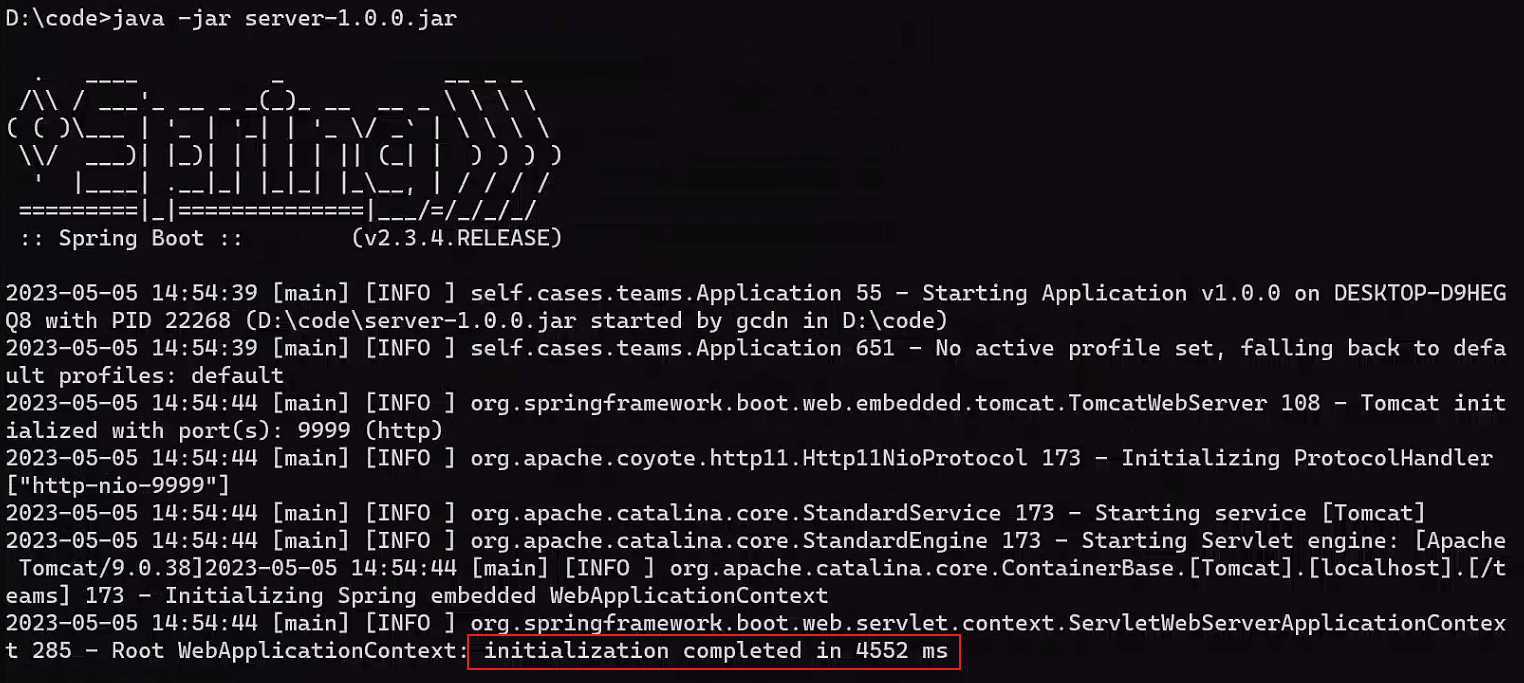 D:\code>java -jar server-1.0.0.jar
  .   ____          _            __ _ _
 /\\ / ___'_ __ _ _(_)_ __  __ _ \ \ \ \
( ( )\___ | '_ | '_| | '_ \/ _` | \ \ \ \
 \\/  ___)| |_)| | | | | || (_| |  ) ) ) )
  '  |____| .__|_| |_|_| |_\__, | / / / /
 =========|_|==============|___/=/_/_/_/
 :: Spring Boot ::        (v2.3.4.RELEASE)
2023-05-05 14:54:39 [main] [INFO ] self.cases.teams.Application 55 - Starting Application v1.0.0 on DESKTOP-D9HEG
Q8 with PID 22268 (D:\code\server-1.0.0.jar started by gcdn in D:\code)
2023-05-05 14:54:39 [main] [INFO ] self.cases.teams.Application 651 - No active profile set, falling back to defa
ult profiles: default
2023-05-05 14:54:44 [main] [INFO ] org.springframework.boot.web.embedded.tomcat.TomcatWebServer 108 - Tomcat init
ialized with port(s): 9999 (http)
2023-05-05 14:54:44 [main] [INFO ] org.apache.coyote.http11.Http11NioProtocol 173 - Initializing ProtocolHandler
["http-nio-9999"]
2023-05-05 14:54:44 [main] [INFO ] org.apache.catalina.core.StandardService 173 - Starting service [Tomcat]
2023-05-05 14:54:44 [main] [INFO ] org.apache.catalina.core.StandardEngine 173 - Starting Servlet engine: [Apache
 Tomcat/9.0.38]2023-05-05 14:54:44 [main] [INFO ] org.apache.catalina.core.ContainerBase.[Tomcat].[localhost].[/t
eams] 173 - Initializing Spring embedded WebApplicationContext
2023-05-05 14:54:44 [main] [INFO ] org.springframework.boot.web.servlet.context.ServletWebServerApplicationContex
t 285 - Root WebApplicationContext: initialization completed in 4552 ms